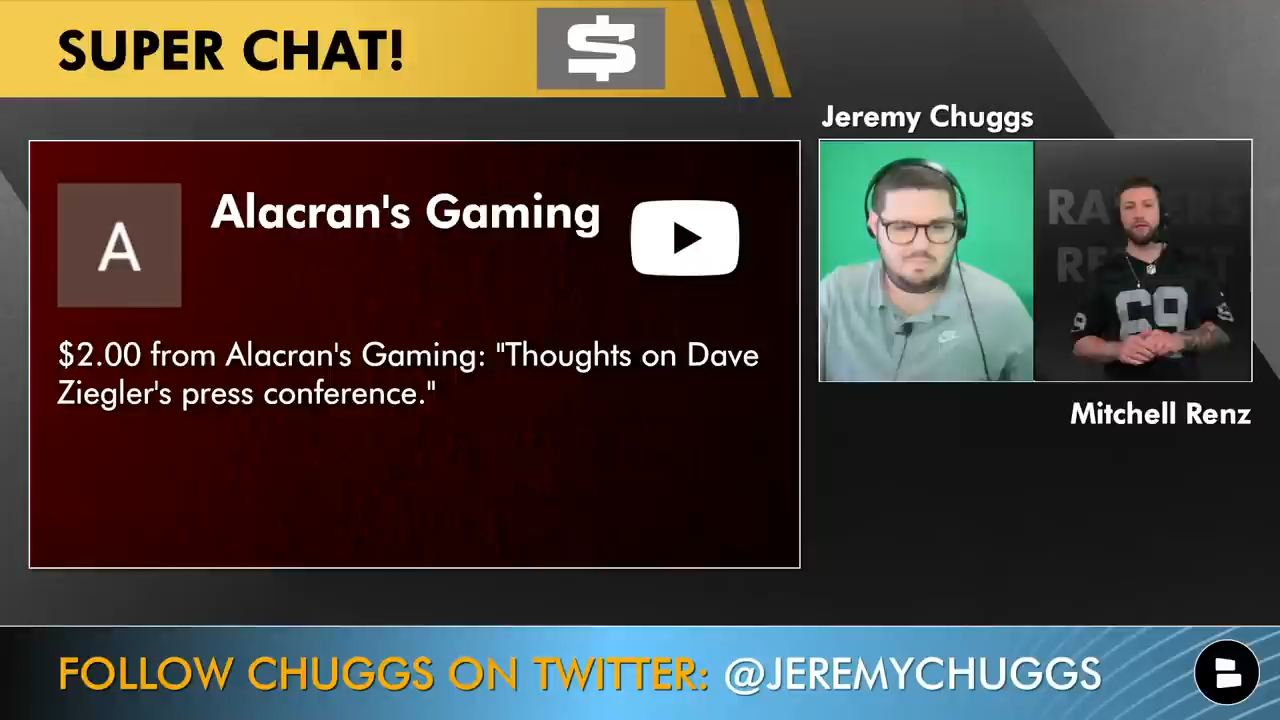 SUPER CHAT!
$
Jeremy Chuggs
A
Alacran's Gaming
$2.00 from Alacran's Gaming: "Thoughts on Dave
Ziegler's press conference."
69
Mitchell Renz
FOLLOW CHUGGS ON TWITTER: @JEREMYCHUGGS